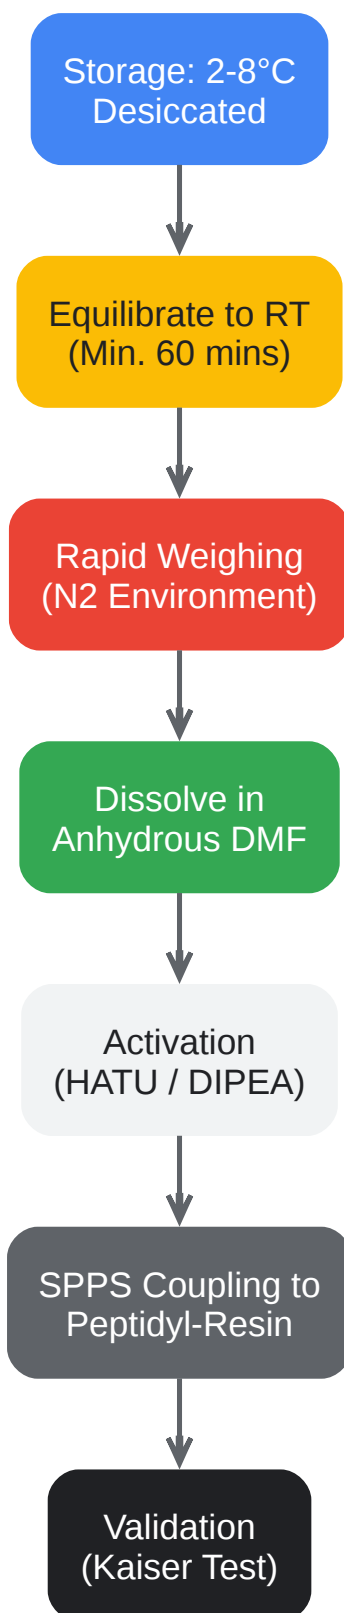 Storage: 2-8°C
Desiccated
Equilibrate to RT
(Min. 60 mins)
Rapid Weighing
(N2 Environment)
Dissolve in
Anhydrous DMF
Activation
(HATU / DIPEA)
SPPS Coupling to
Peptidyl-Resin
Validation
(Kaiser Test)